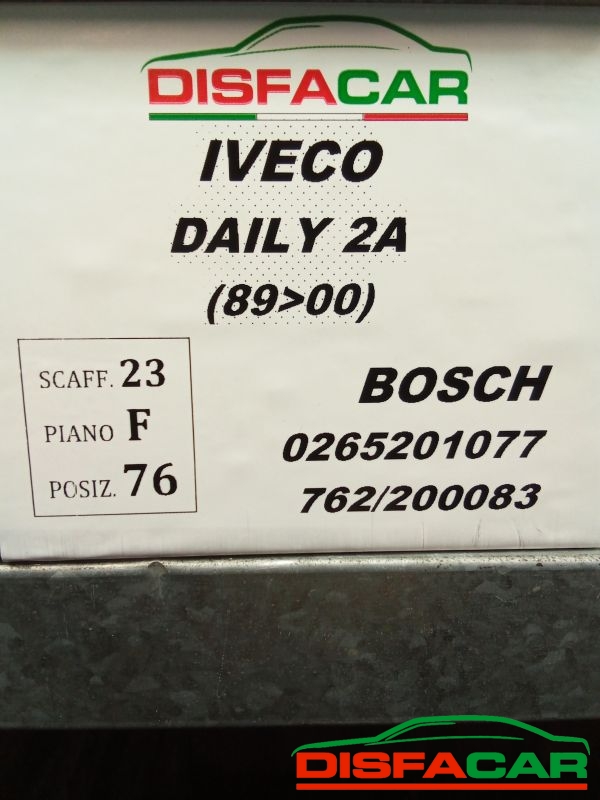 DISFACAR
IVECO
DAILY 2A
(89>00)
SCAFF. 23
PIANO F
POSIZ. 76
BOSCH
0265201077
762/200083
DISFACAR